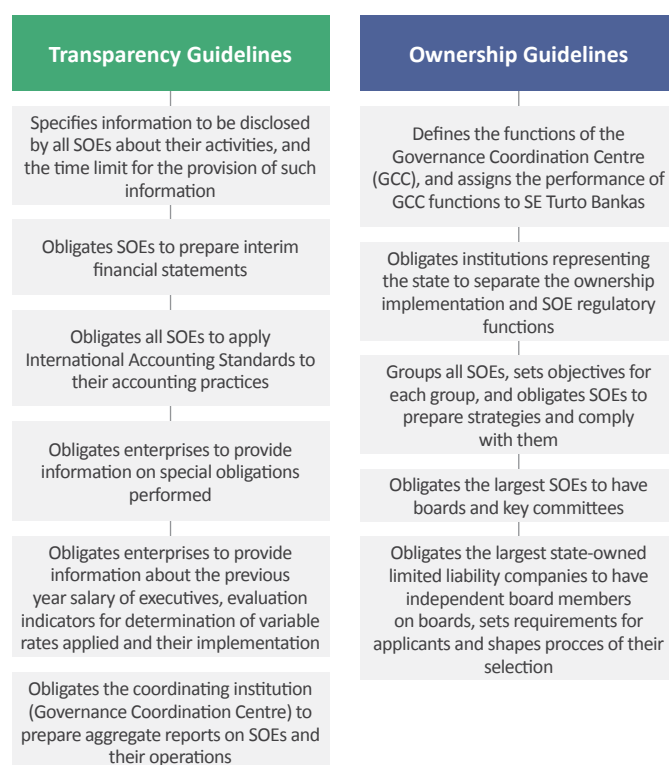 Transparency Guidelines
Specifies information to be disclosed
by all SOEs about their activities, and
the time limit for the provision of such
information
Obligates SOEs to prepare interim
financial statements
Obligates all SOEs to apply
International Accounting Standards to
their accounting practices
Obligates enterprises to provide
information on special obligations
performed
Obligates enterprises to provide
information about the previous
year salary of executives, evaluation
indicators for determination of variable
rates applied and their implementation
Obligates the coordinating institution
(Governance Coordination Centre) to
prepare aggregate reports on SOEs and
their operations
Ownership Guidelines
Defines the functions of the
Governance Coordination Centre
(GCC), and assigns the performance of
GCC functions to SE Turto Bankas
Obligates institutions representing
the state to separate the ownership
implementation and SOE regulatory
functions
Groups all SOEs, sets objectives for
each group, and obligates SOEs to
prepare strategies and comply
with them
Obligates the largest SOEs to have
boards and key committees
Obligates the largest state-owned
limited liability companies to have
independent board members
on boards, sets requirements for
applicants and shapes procces of their
selection